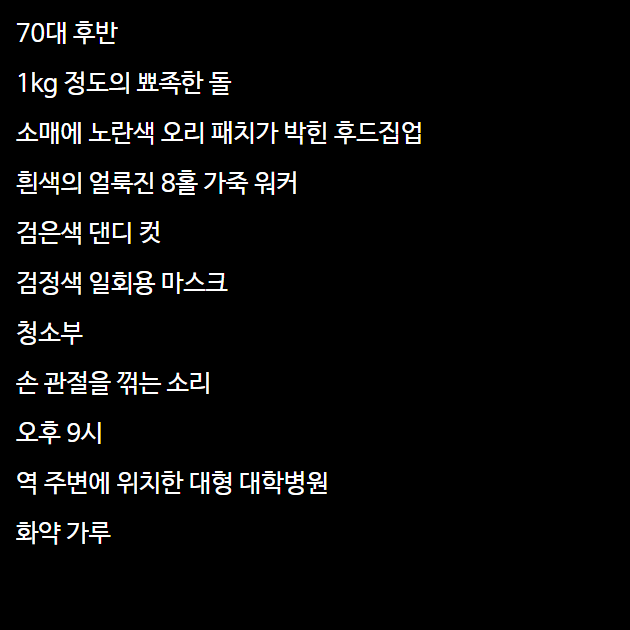 70대 후반
1kg 정도의 뾰족한 돌
소매에 노란색 오리 패치가 박힌 후드집업
흰색의 얼룩진 8홀 가죽 워커
검은색 댄디 컷
검정색 일회용 마스크
청소부
손 관절을 꺾는 소리
오후 9시
역 주변에 위치한 대형 대학병원
화약 가루